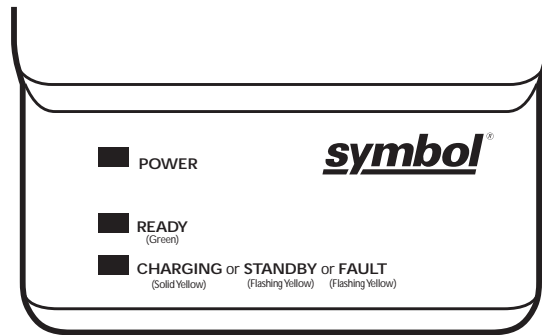 symbol®
POWER
READY
(Green)
CHARGING or STANDBY or FAULT
(Solid Yellow) (Flashing Yellow) (Flashing Yellow)